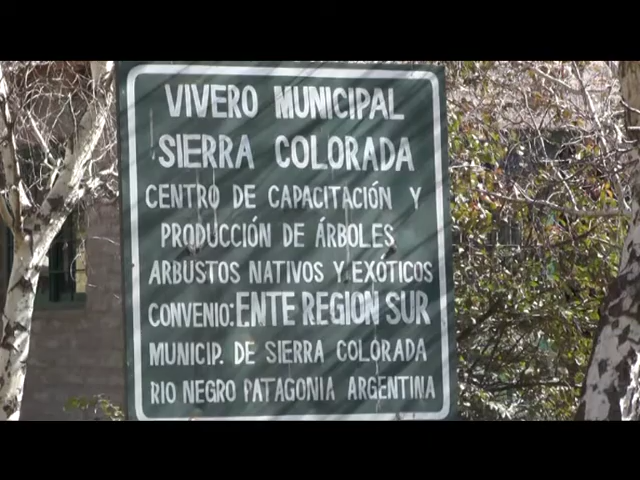 VIVERO MUNICIPAL
SIERRA COLORADA
CENTRO DE CAPACITACIÓN Y
PRODUCCIÓN DE ÁRBOLES
ARBUSTOS NATIVOS Y EXOTICOS
CONVENIO: ENTE REGION SUR
MUNICIP. DE SIERRA COLORADA
RIO NEGRO PATAGONIA ARGENTINA